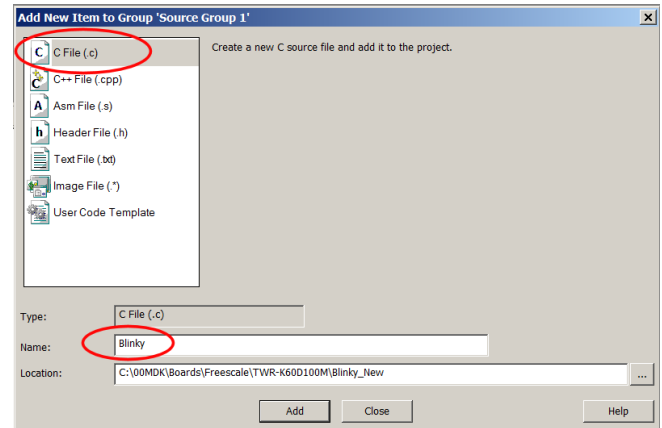 Add New Item to Group 'Source Group 1'
C File (.c)
Create a new C source file and add it to the project.
C++ File (.cpp)
Asm File (.s)
Header File (.h)
Text File (.txt)
Image File (.*)
User Code Template
Type:
C File (.c)
Name:
Blinky
Location:
C:\00MDK\Boards\Freescale\TWR-K60D100M\Blinky_New
...
Add
Close
Help